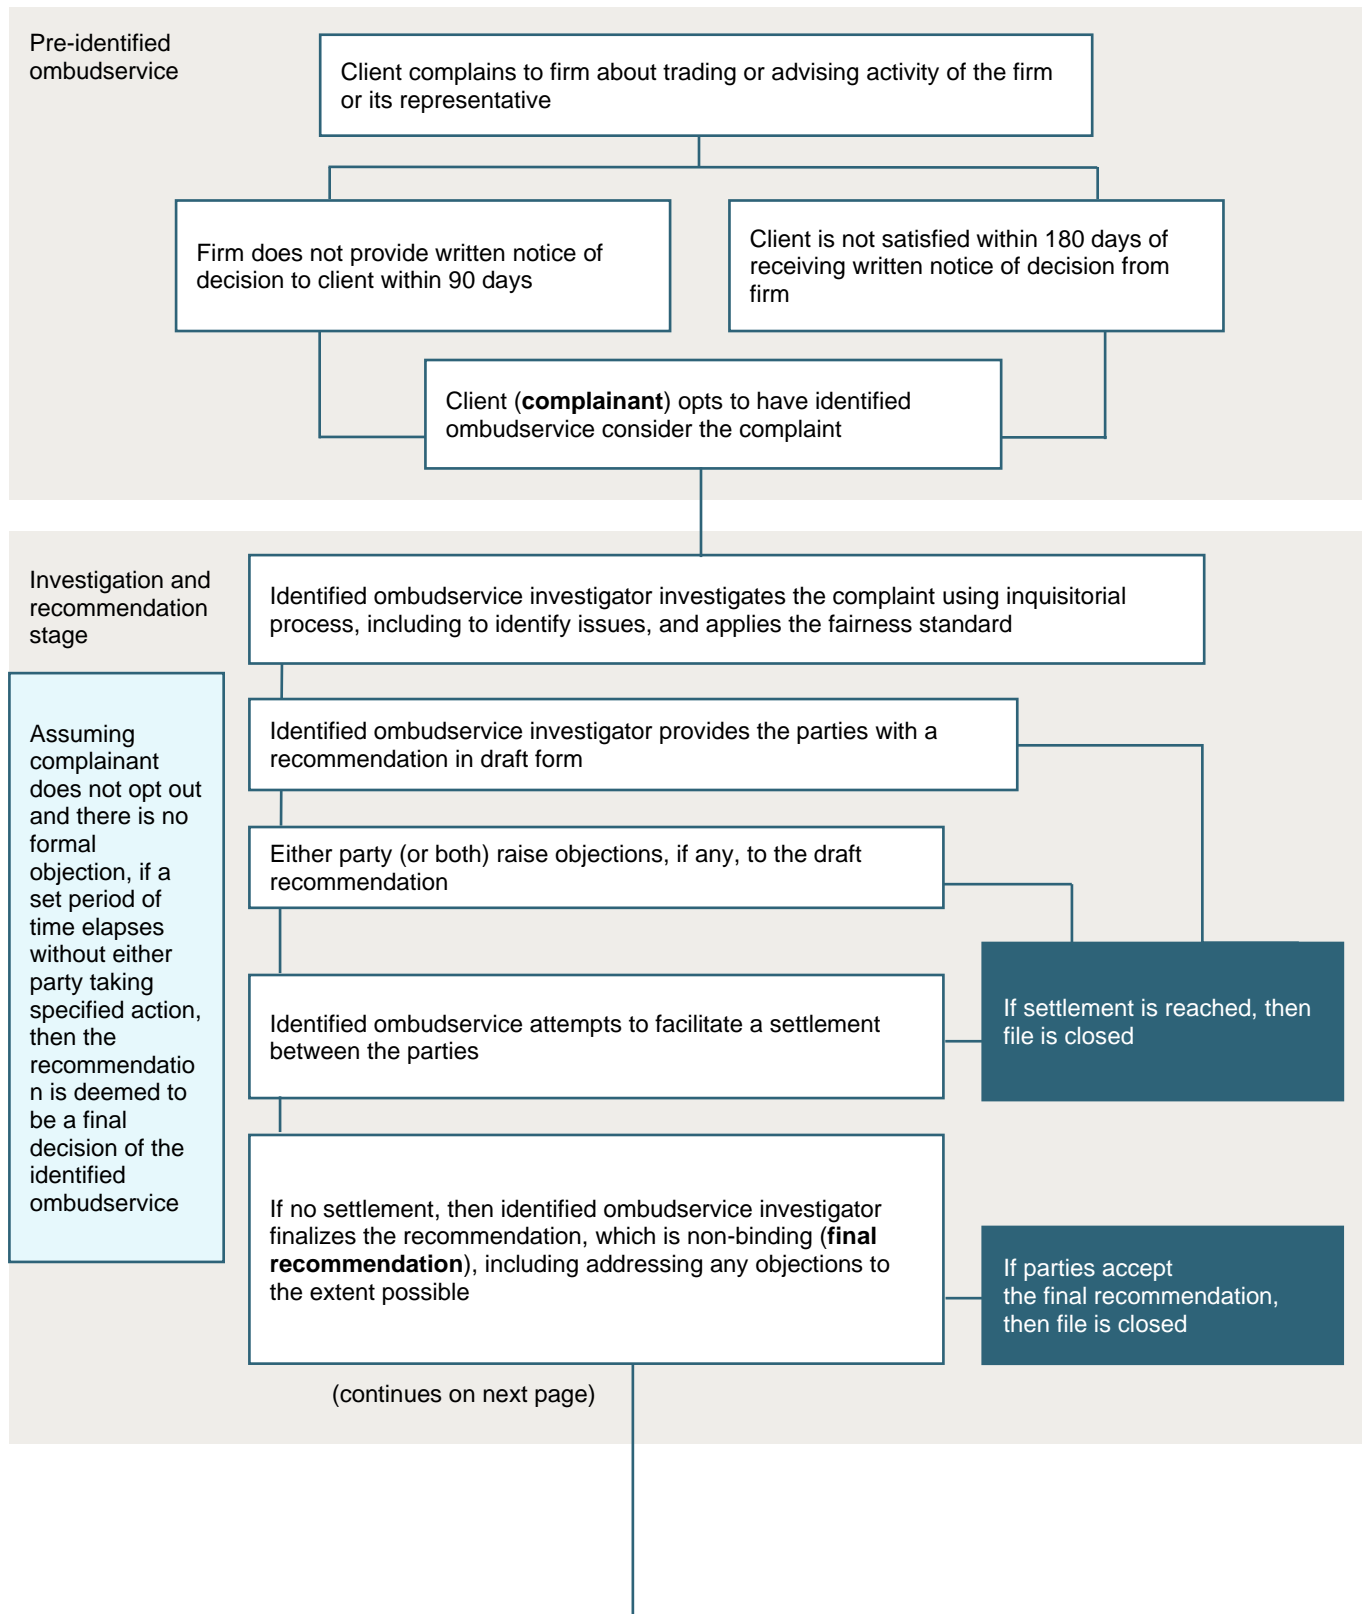 Pre-identified
ombudservice
Client complains to firm about trading or advising activity of the firm
or its representative
Firm does not provide written notice of
decision to client within 90 days
Client is not satisfied within 180 days of
receiving written notice of decision from
firm
Client (complainant) opts to have identified
ombudservice consider the complaint
Investigation and
recommendation
stage
Identified ombudservice investigator investigates the complaint using inquisitorial
process, including to identify issues, and applies the fairness standard
Assuming
complainant
does not opt out
and there is no
formal
objection, if a
set period of
time elapses
without either
party taking
specified action,
then the
recommendatio
n is deemed to
be a final
decision of the
identified
ombudservice
Identified ombudservice investigator provides the parties with a
recommendation in draft form
Either party (or both) raise objections, if any, to the draft
recommendation
Identified ombudservice attempts to facilitate a settlement
between the parties
If settlement is reached, then
file is closed
If no settlement, then identified ombudservice investigator
finalizes the recommendation, which is non-binding (final
recommendation), including addressing any objections to
the extent possible
If parties accept
the final recommendation,
then file is closed
(continues on next page)